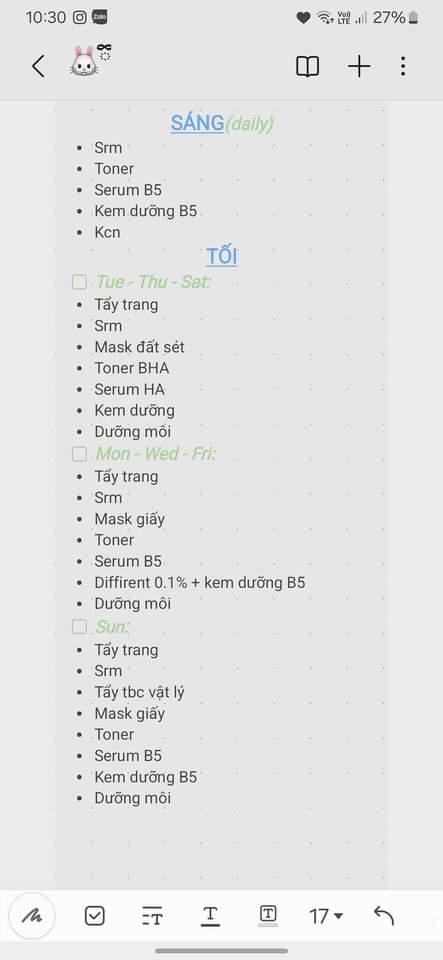 10:30 Zalo Vo) LTE 27%
SÁNG(daily)
Srm
Toner
Serum B5
Kem dưỡng B5
Kcn
TỐI
Tue - Thu - Sat:
Tẩy trang
Srm
Mask đất sét
Toner BHA
Serum HA
Kem dưỡng
Dưỡng môi
Mon - Wed - Fri:
Tẩy trang
Srm
Mask giấy
Toner
Serum B5
Diffirent 0.1% + kem dưỡng B5
Dưỡng môi
Sun:
Tẩy trang
Srm
Tẩy tbc vật lý
Mask giấy
Toner
Serum B5
Kem dưỡng B5
Dưỡng môi
T T T 17